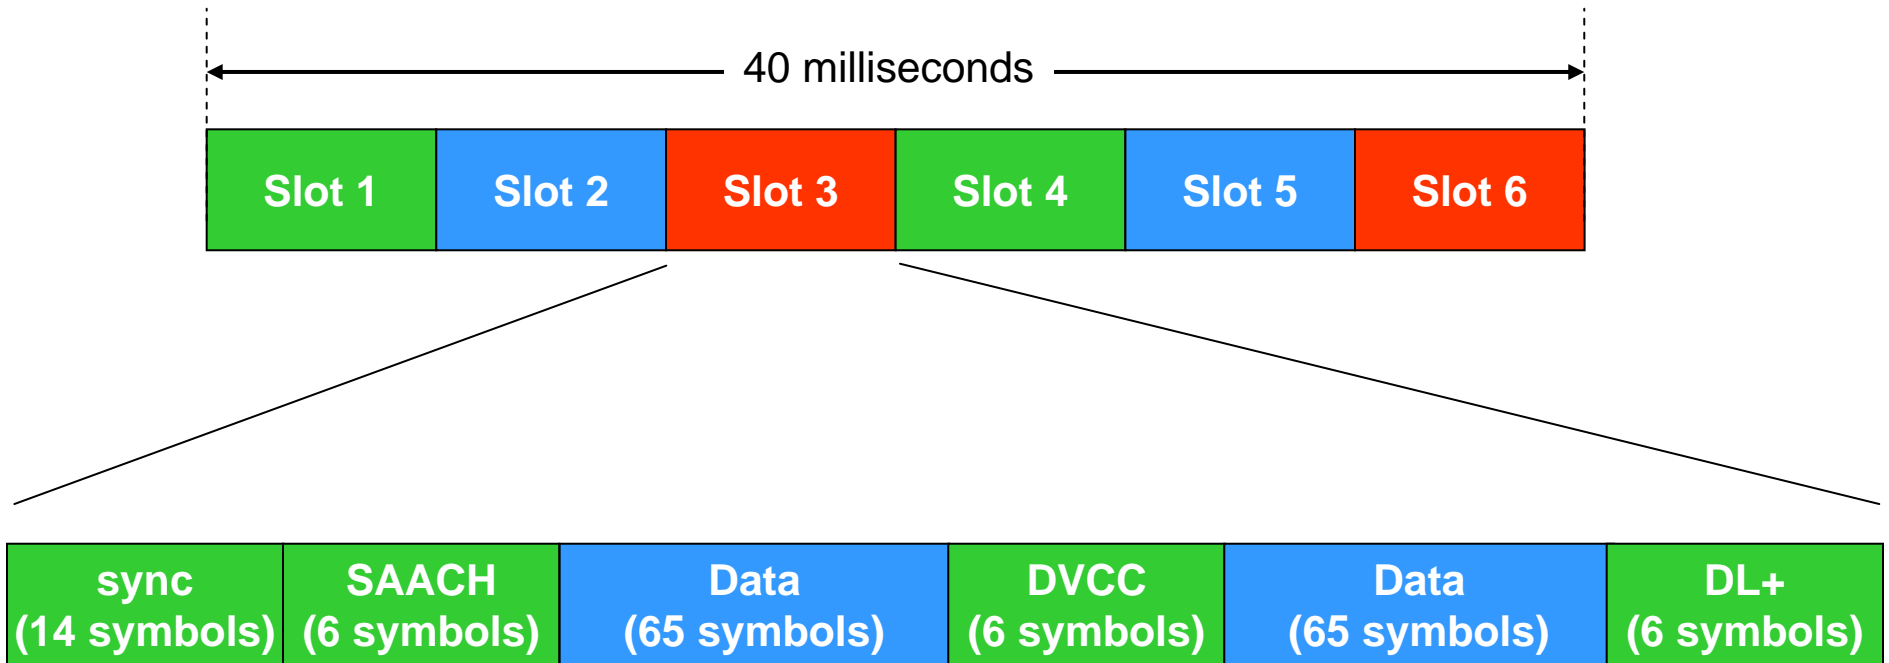 40 milliseconds
Slot 1 Slot 2 Slot 3 Slot 4 Slot 5 Slot 6
sync SAACH Data DVCC Data DL+
(14 symbols) (6 symbols) (65 symbols) (6 symbols) (65 symbols) (6 symbols)